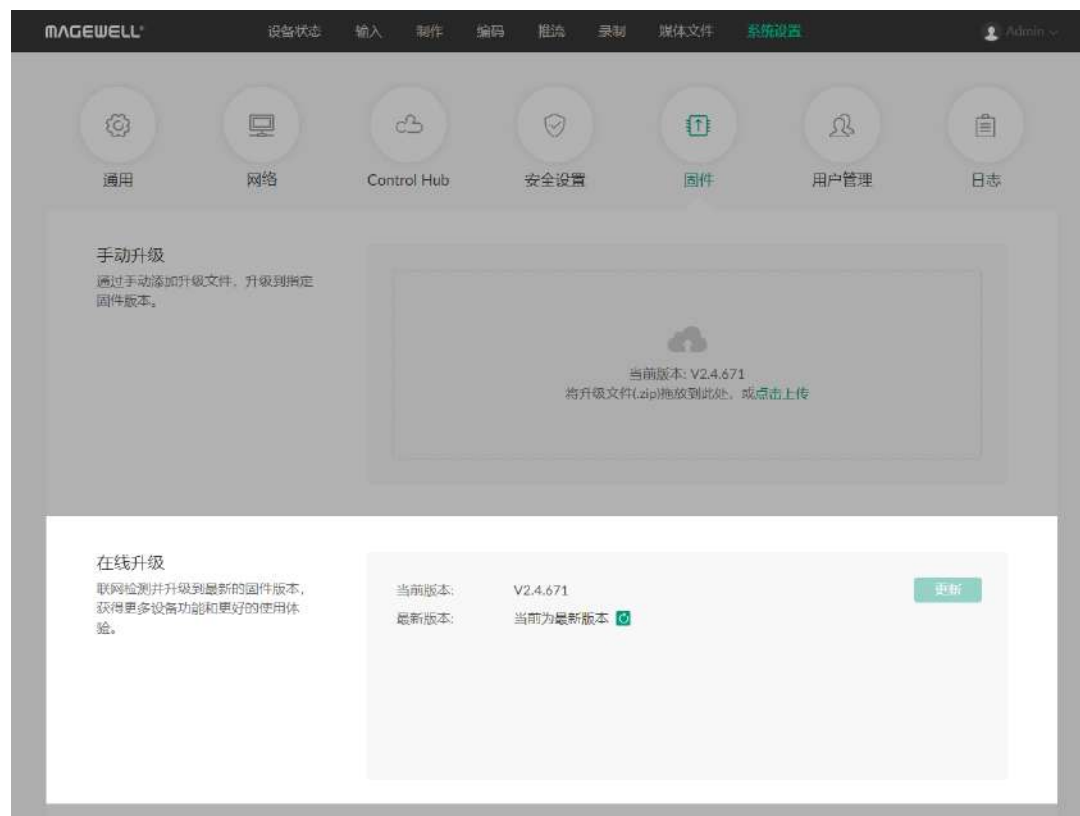 MAGEWELL
设备状态 输入 制作 编码 推流 录制 媒体文件 系统设置 Admin
通用 网络 Control Hub 安全设置 固件 用户管理 日志
手动升级
通过手动添加升级文件，升级到指定
固件版本。
当前版本: V2.4.671
将升级文件(.zip)拖放到此处，或点击上传
在线升级
联网检测并升级到最新的固件版本，
获得更多设备功能和更好的使用体
验。
当前版本: V2.4.671
更新
最新版本: 当前为最新版本